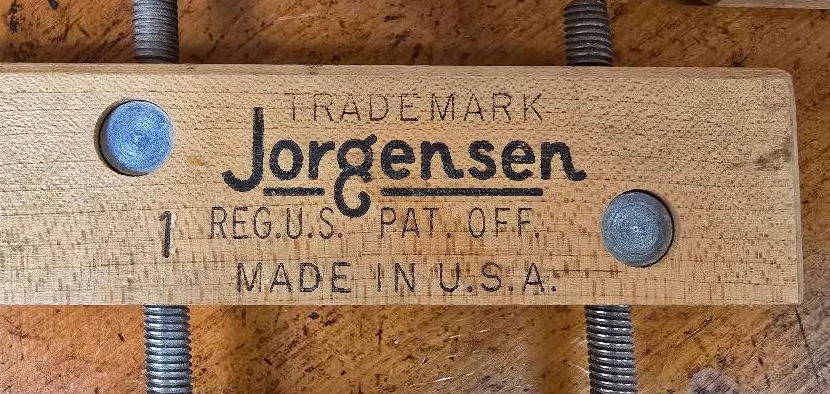 TRADEMARK
Jorgensen
1 REG.U.S. PAT. OFF.
MADE IN U.S.A.